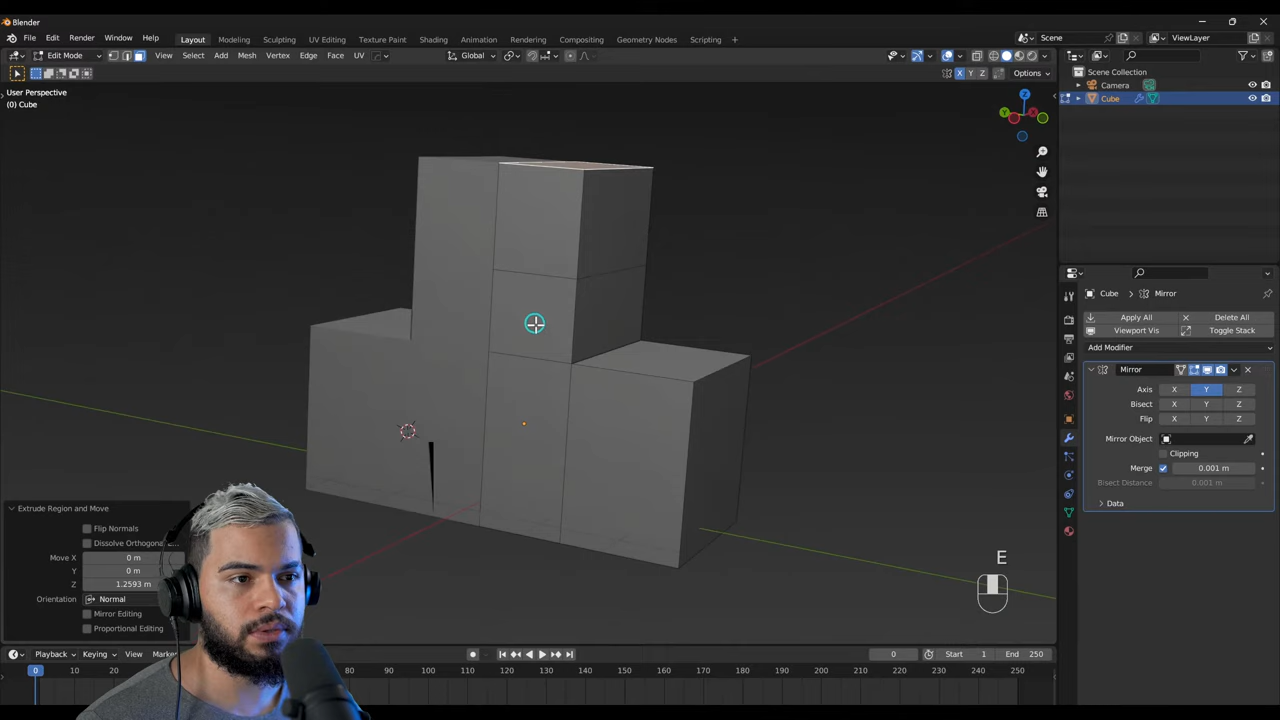 Blender
File Edit Render Window Help Layout Modeling Sculpting UV Editing Texture Paint Shading Animation Rendering Compositing Geometry Nodes Scripting + Scene ViewLayer
Edit Mode View Select Add Mesh Vertex Edge Face UV Global
X Y Z Options
User Perspective
(0) Cube
Scene Collection
Camera
Cube
Z
Y
X
Cube > Mirror
Apply All Delete All
Viewport Vis Toggle Stack
Add Modifier
Mirror
Axis X Y Z
Bisect X Y Z
Flip X Y Z
Mirror Object
Clipping
Merge 0.001 m
Bisect Distance 0.001 m
Data
Extrude Region and Move
Flip Normals
Dissolve Orthogonal E...
Move X 0 m
Y 0 m
Z 1.2593 m
Orientation Normal
Mirror Editing
Proportional Editing
E
Playback Keying View Marker 0 Start 1 End 250
0 80 90 100 110 120 130 140 150 160 170 180 190 200 210 220 230 240 250